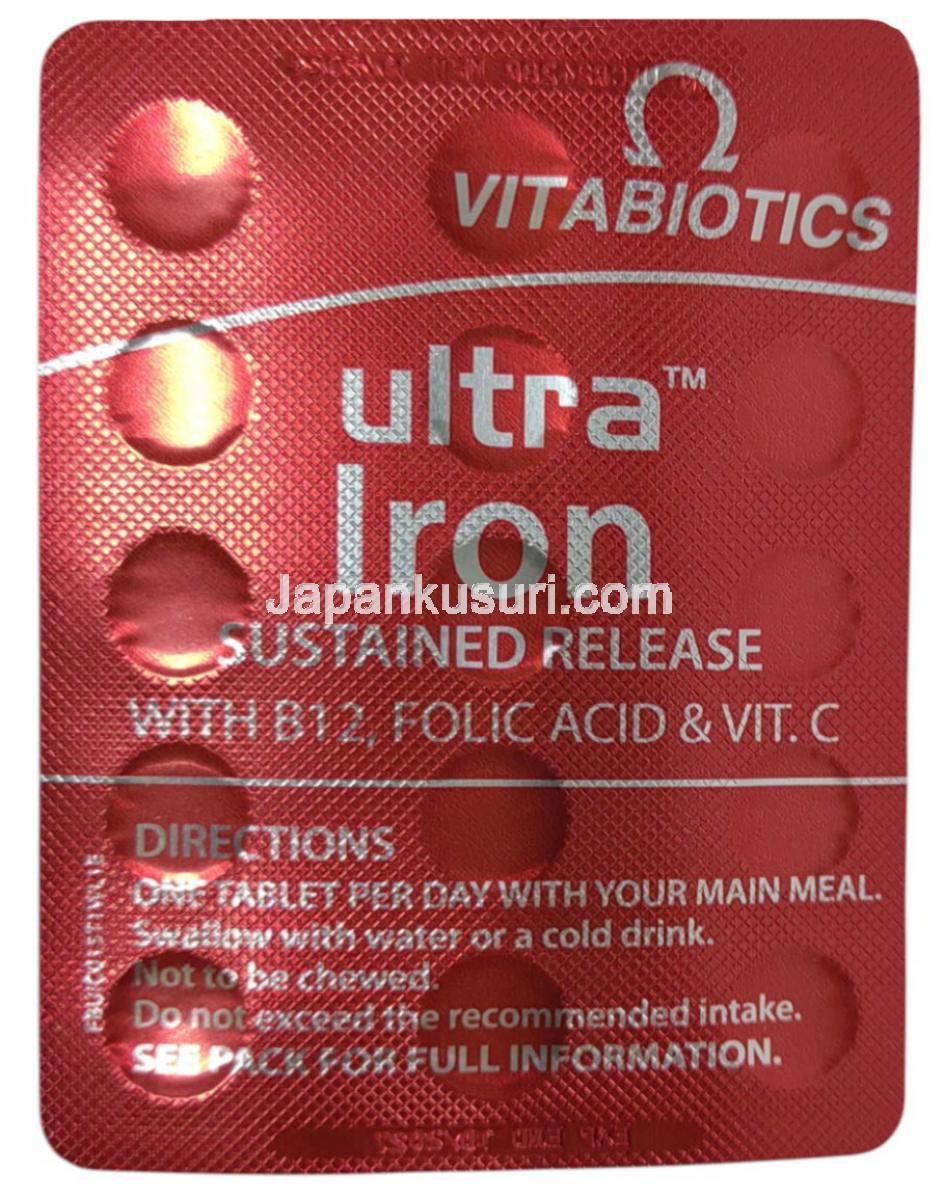 VITABIOTICS
ultra™
Iron
Japankusuri.com
SUSTAINED RELEASE
WITH B12, FOLIC ACID & VIT. C
DIRECTIONS
ONE TABLET PER DAY WITH YOUR MAIN MEAL.
Swallow with water or a cold drink.
Not to be chewed.
Do not exceed the recommended intake.
SEE PACK FOR FULL INFORMATION.